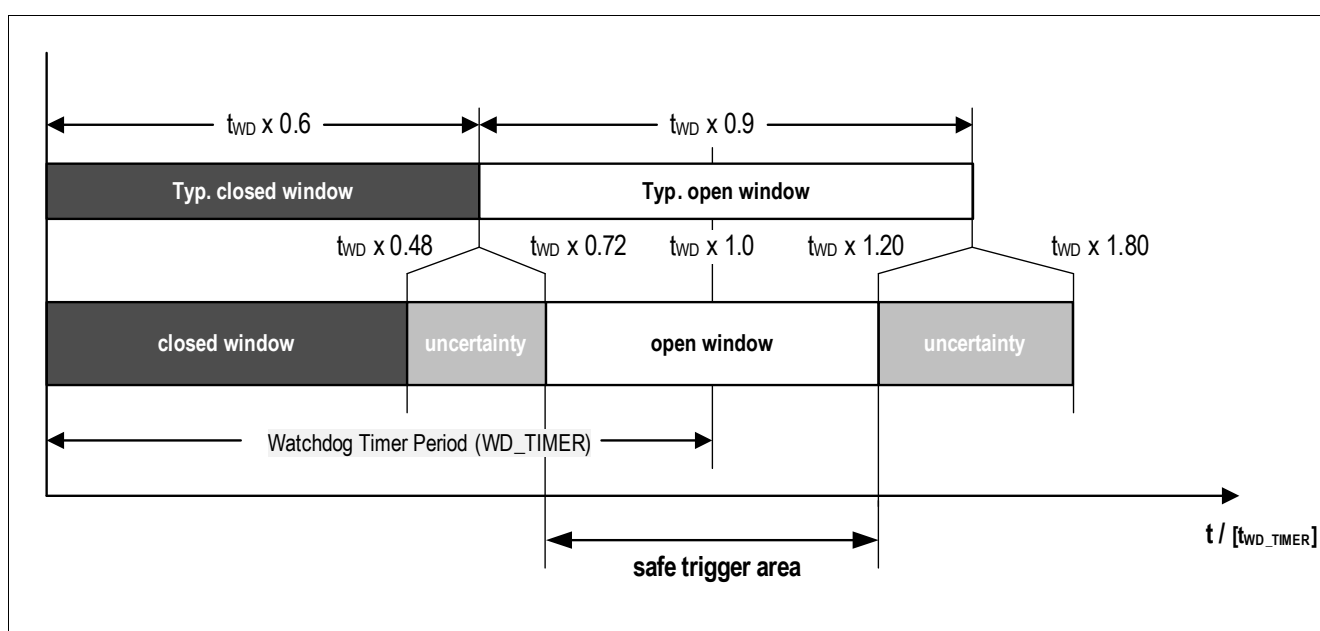 tWD x 0.6 tWD x 0.9
Typ. closed window Typ. open window
tWD x 0.48 tWD x 0.72 tWD x 1.0 tWD x 1.20 tWD x 1.80
closed window uncertainty open window uncertainty
Watchdog Timer Period (WD_TIMER)
t / [tWD_TIMER]
safe trigger area